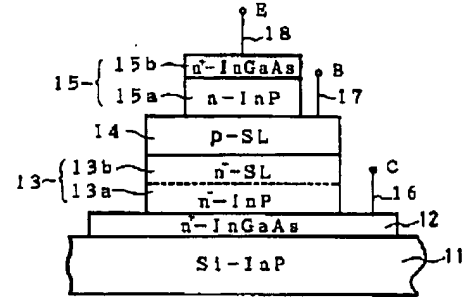 E
18
15
15b
n⁺-InGaAs
B
15a
n-InP
17
14
p-SL
13
13b
n⁻-SL
C
13a
n⁻-InP
16
n⁺-InGaAs
12
Si-InP
11